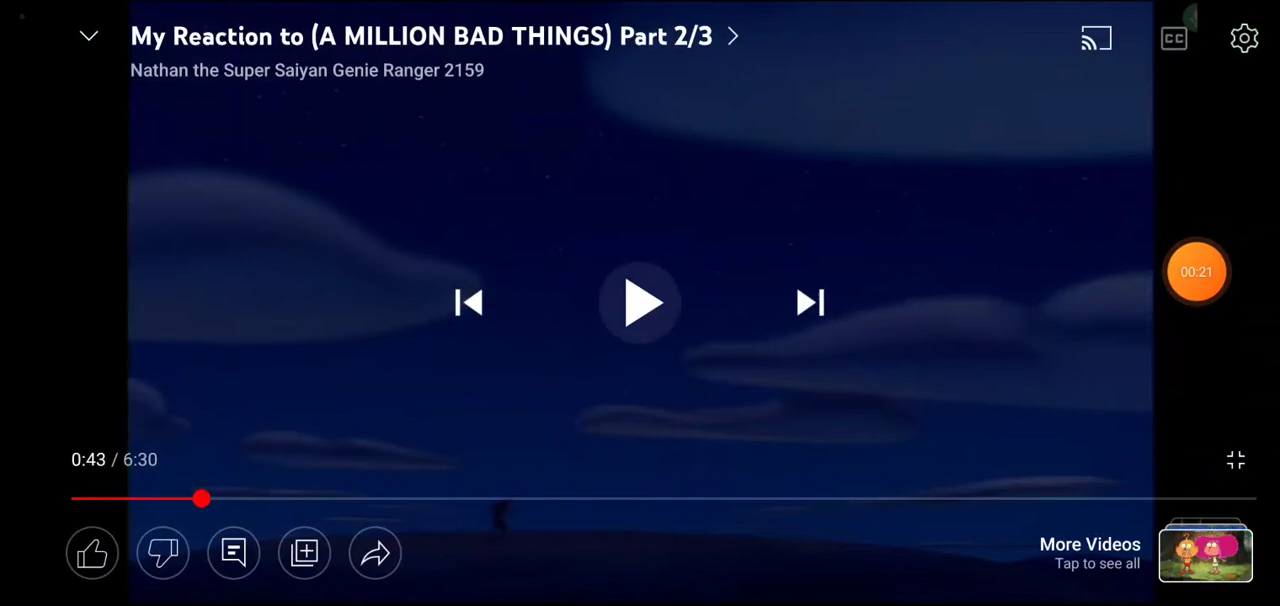 My Reaction to (A MILLION BAD THINGS) Part 2/3
Nathan the Super Saiyan Genie Ranger 2159
CC
00:21
0:43 / 6:30
More Videos
Tap to see all